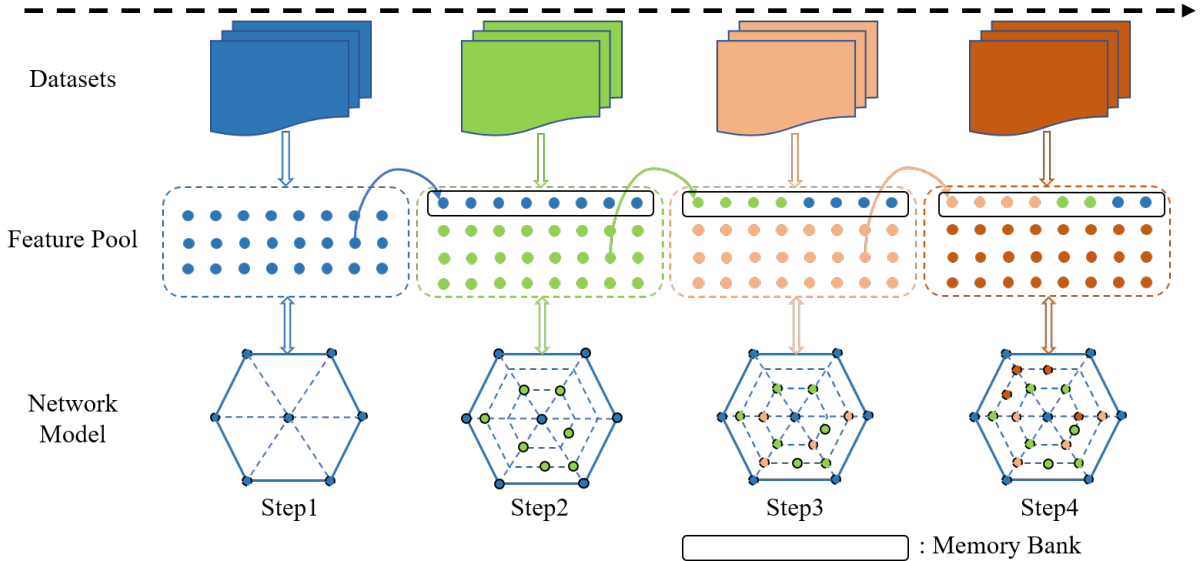 Datasets
Feature Pool
Network
Model
Step1
Step2
Step3
Step4
: Memory Bank